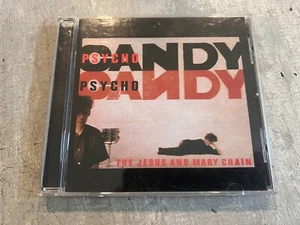 CANDY
PSYCHO
CANDY
PSYCHO
THE JESUS AND MARY CHAIN